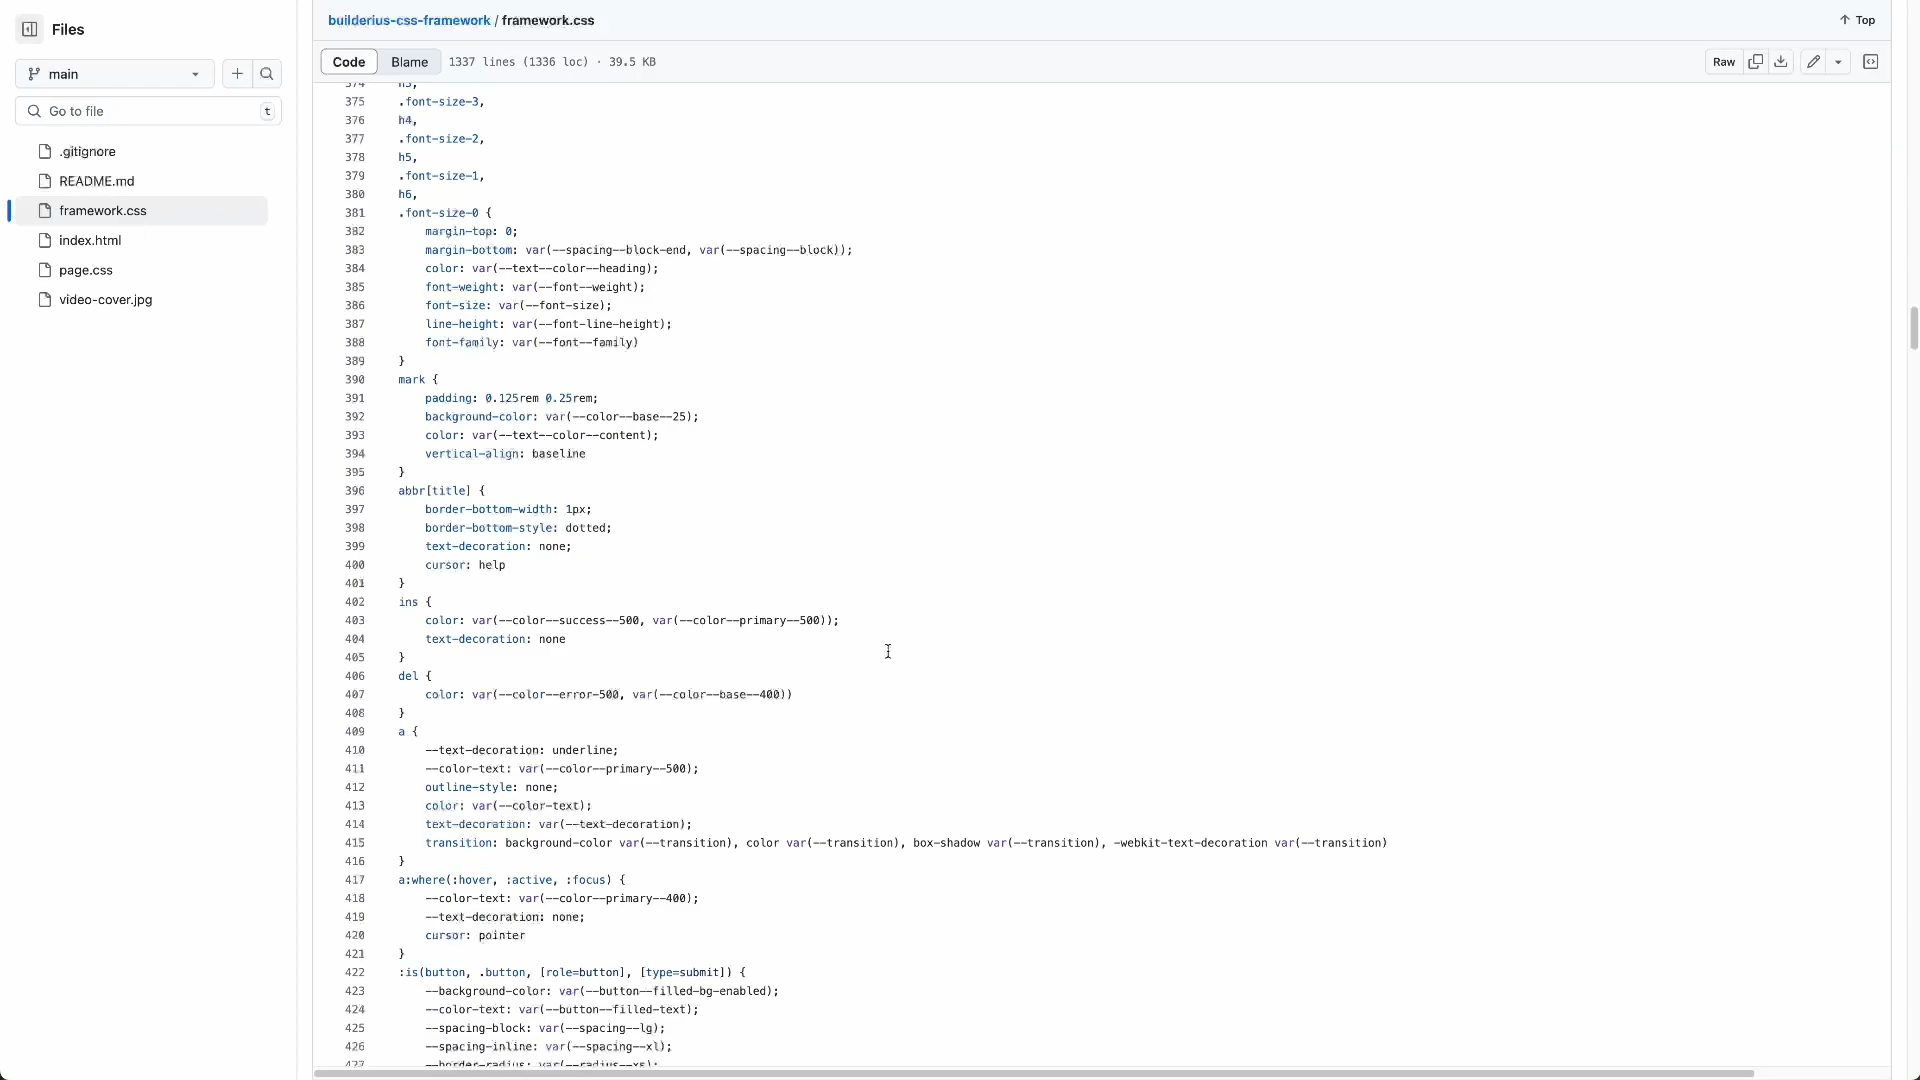 Files
main
Go to file
t
.gitignore
README.md
framework.css
index.html
page.css
video-cover.jpg
builderius-css-framework / framework.css
Top
Code Blame 1337 lines (1336 loc) · 39.5 KB
Raw
374 h3,
375 .font-size-3,
376 h4,
377 .font-size-2,
378 h5,
379 .font-size-1,
380 h6,
381 .font-size-0 {
382 margin-top: 0;
383 margin-bottom: var(--spacing--block-end, var(--spacing--block));
384 color: var(--text--color--heading);
385 font-weight: var(--font--weight);
386 font-size: var(--font-size);
387 line-height: var(--font-line-height);
388 font-family: var(--font--family)
389 }
390 mark {
391 padding: 0.125rem 0.25rem;
392 background-color: var(--color--base--25);
393 color: var(--text--color--content);
394 vertical-align: baseline
395 }
396 abbr[title] {
397 border-bottom-width: 1px;
398 border-bottom-style: dotted;
399 text-decoration: none;
400 cursor: help
401 }
402 ins {
403 color: var(--color--success--500, var(--color--primary--500));
404 text-decoration: none
405 }
406 del {
407 color: var(--color--error-500, var(--color--base--400))
408 }
409 a {
410 --text-decoration: underline;
411 --color-text: var(--color--primary--500);
412 outline-style: none;
413 color: var(--color-text);
414 text-decoration: var(--text-decoration);
415 transition: background-color var(--transition), color var(--transition), box-shadow var(--transition), -webkit-text-decoration var(--transition)
416 }
417 a:where(:hover, :active, :focus) {
418 --color-text: var(--color--primary--400);
419 --text-decoration: none;
420 cursor: pointer
421 }
422 :is(button, .button, [role=button], [type=submit]) {
423 --background-color: var(--button--filled-bg-enabled);
424 --color-text: var(--button--filled-text);
425 --spacing-block: var(--spacing--lg);
426 --spacing-inline: var(--spacing--xl);
427 --border-radius: var(--radius--xs);